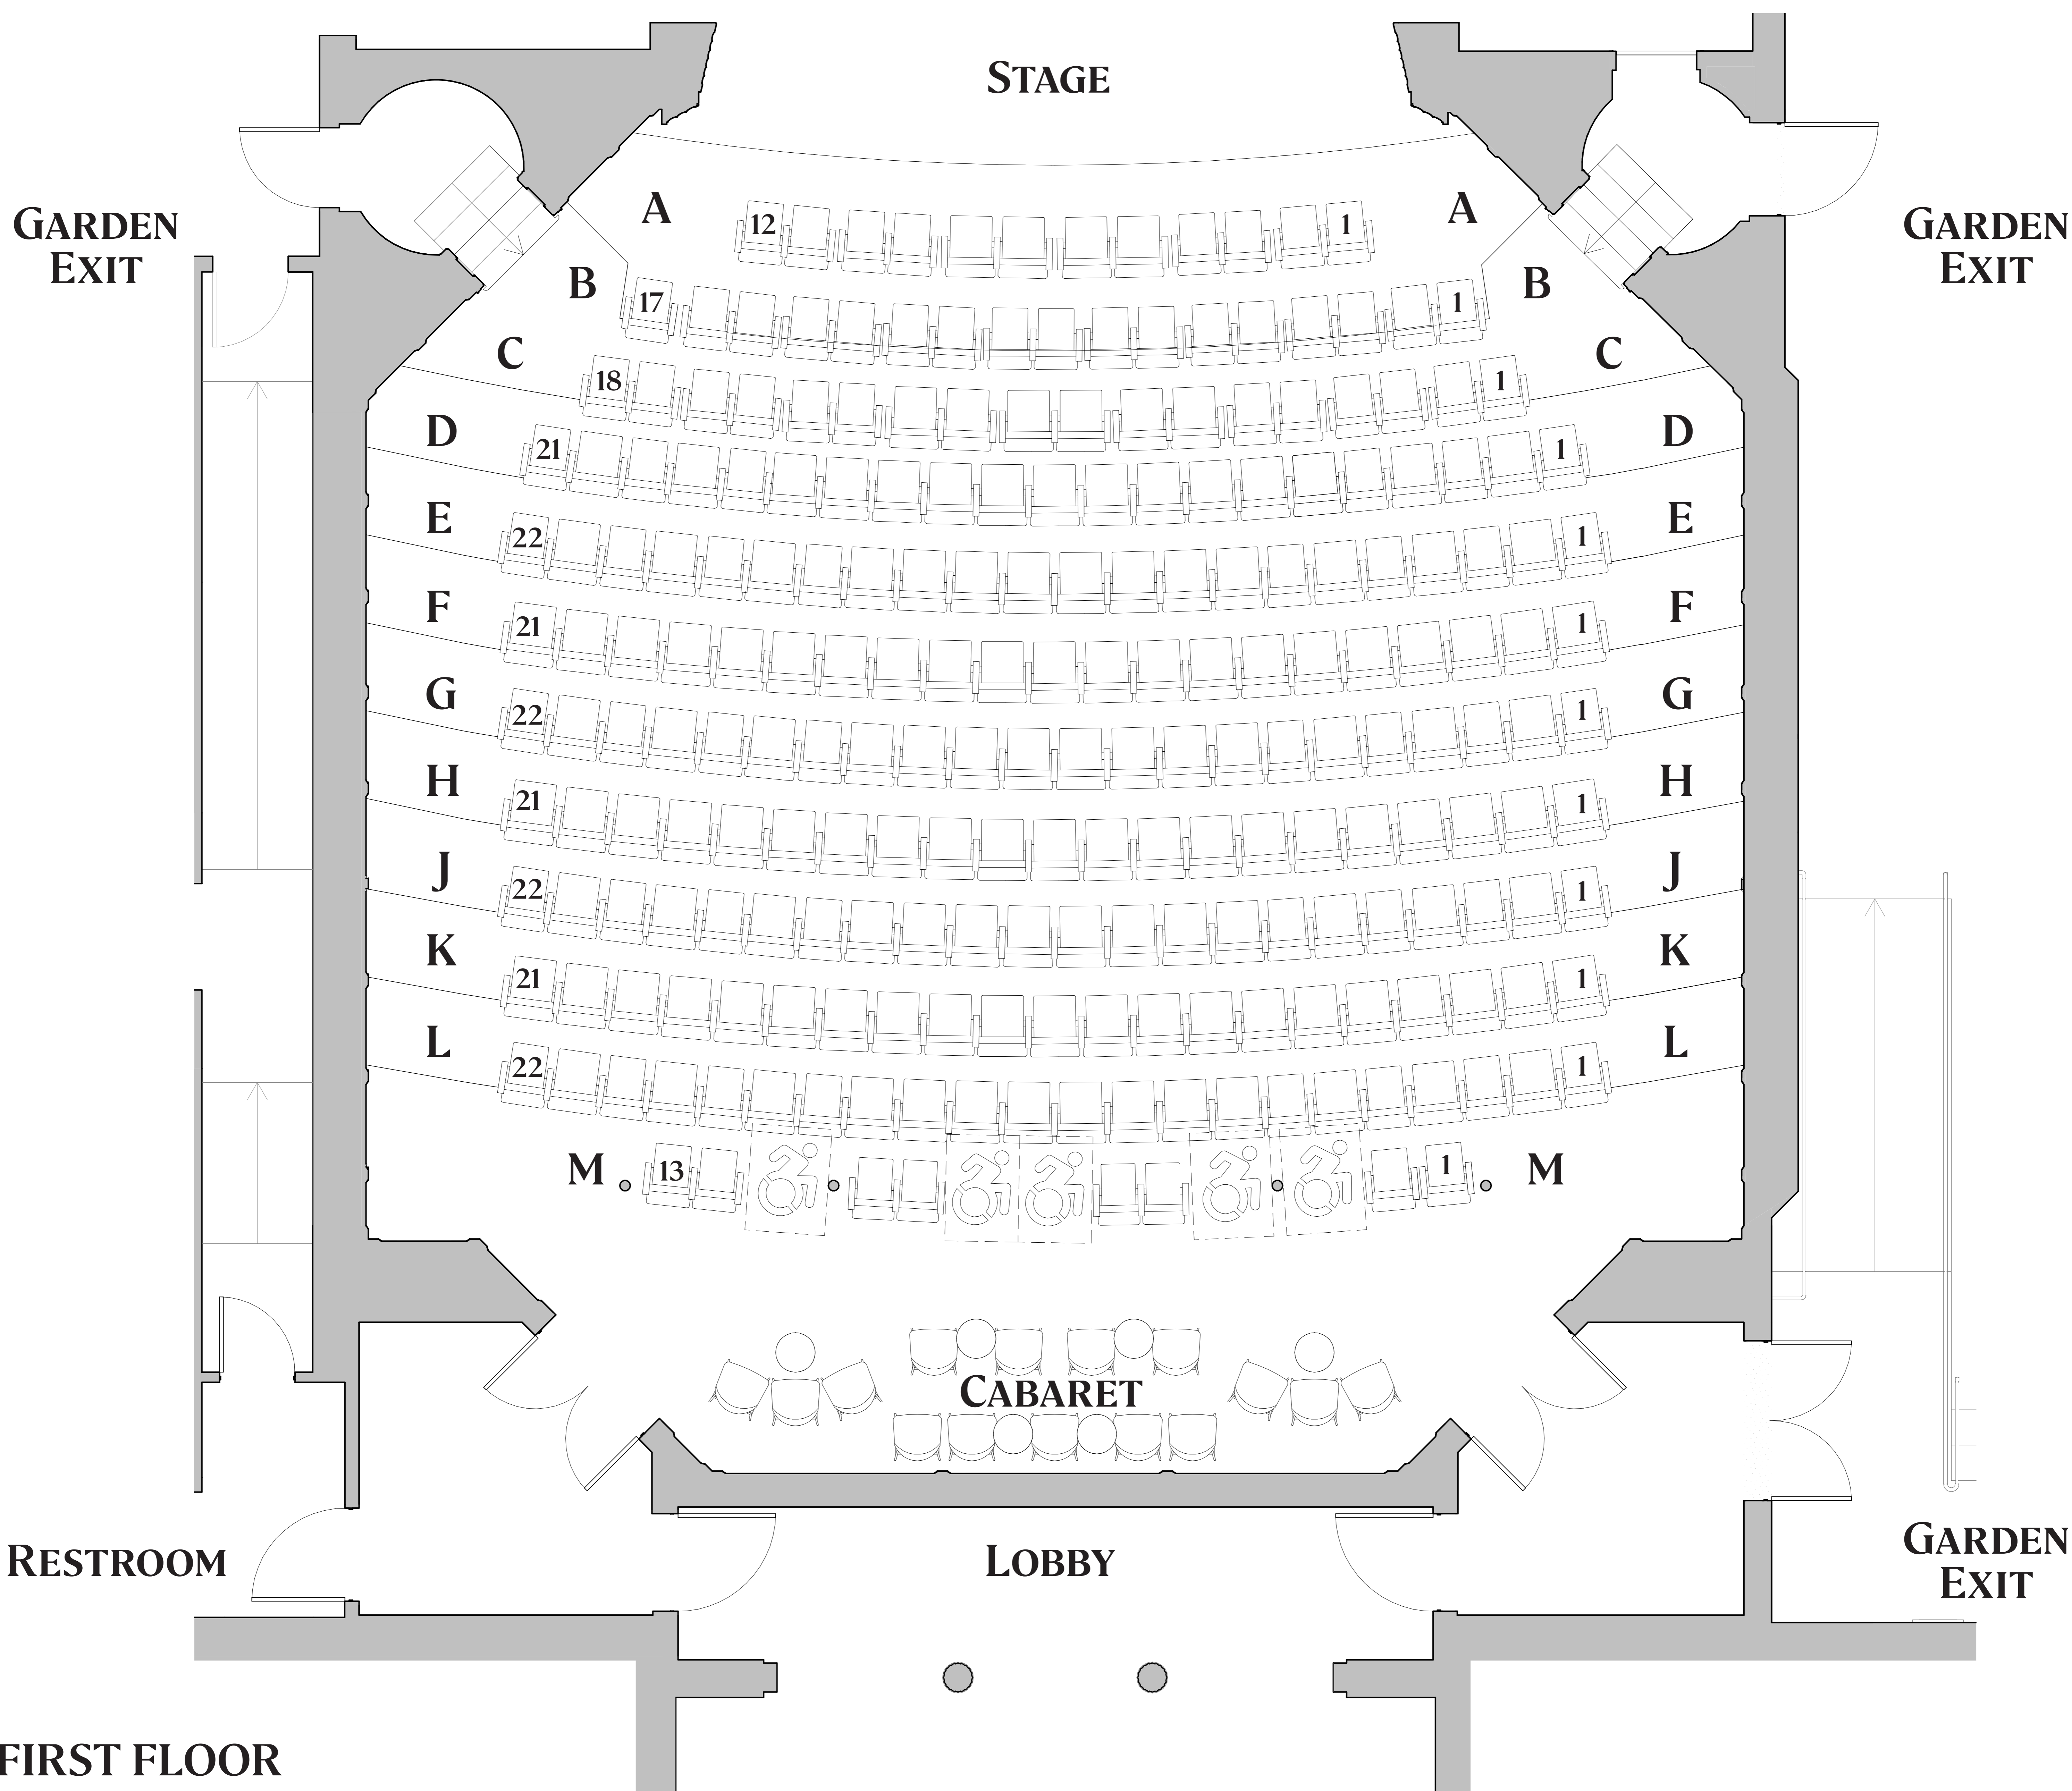 STAGE
A 12 1 A
GARDEN
EXIT
GARDEN
EXIT
B 17 1 B
C 18 1 C
D 21 1 D
E 22 1 E
F 21 1 F
G 22 1 G
H 21 1 H
J 22 1 J
K 21 1 K
L 22 1 L
M 13 1 M
CABARET
RESTROOM
LOBBY
GARDEN
EXIT
FIRST FLOOR